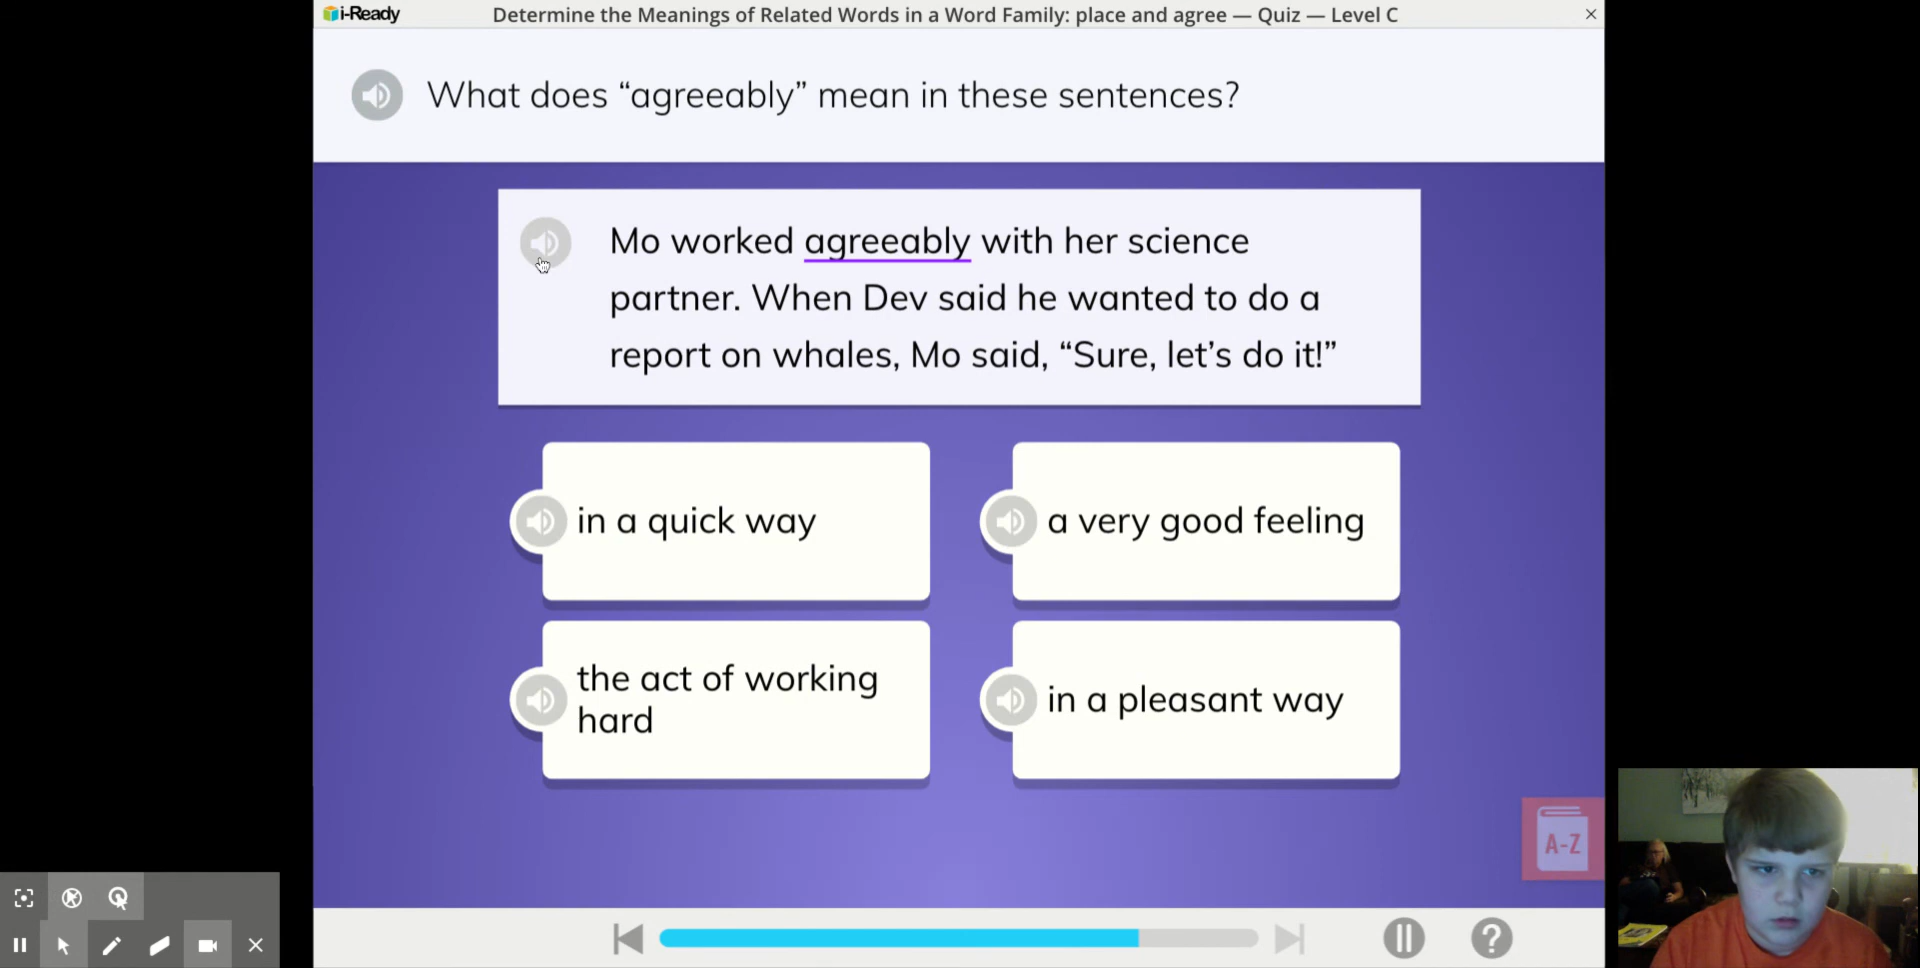 i-Ready
Determine the Meanings of Related Words in a Word Family: place and agree — Quiz — Level C
What does “agreeably” mean in these sentences?
Mo worked agreeably with her science
partner. When Dev said he wanted to do a
report on whales, Mo said, “Sure, let’s do it!”
in a quick way
a very good feeling
the act of working
hard
in a pleasant way
A-Z
?